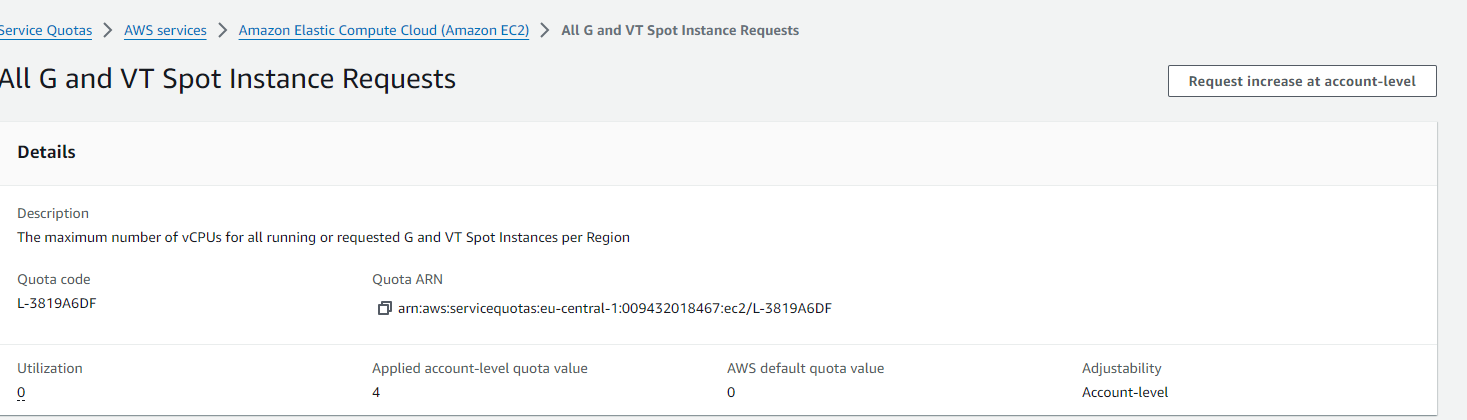 Service Quotas > AWS services > Amazon Elastic Compute Cloud (Amazon EC2) > All G and VT Spot Instance Requests
All G and VT Spot Instance Requests
Request increase at account-level
Details
Description
The maximum number of vCPUs for all running or requested G and VT Spot Instances per Region
Quota code
Quota ARN
L-3819A6DF
arn:aws:servicequotas:eu-central-1:009432018467:ec2/L-3819A6DF
Utilization
Applied account-level quota value
AWS default quota value
Adjustability
0
4
0
Account-level